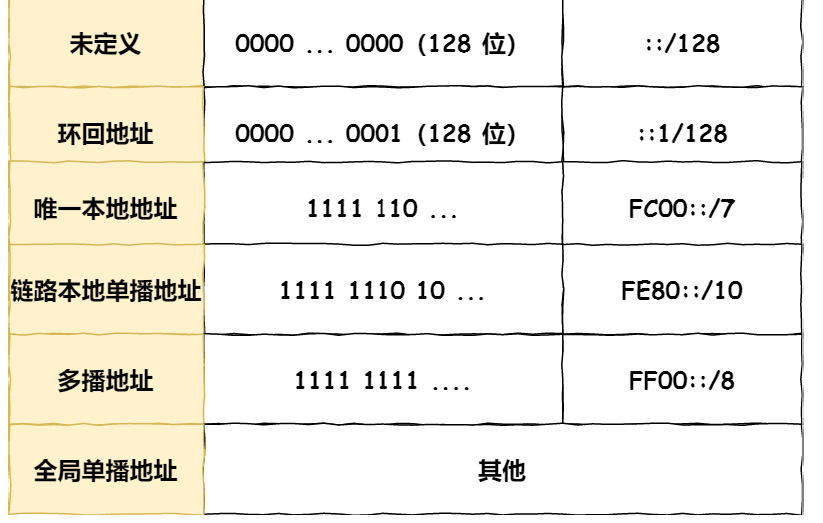 未定义 0000 ... 0000 (128 位) ::/128
环回地址 0000 ... 0001 (128 位) ::1/128
唯一本地地址 1111 110 ... FC00::/7
链路本地单播地址 1111 1110 10 ... FE80::/10
多播地址 1111 1111 .... FF00::/8
全局单播地址 其他